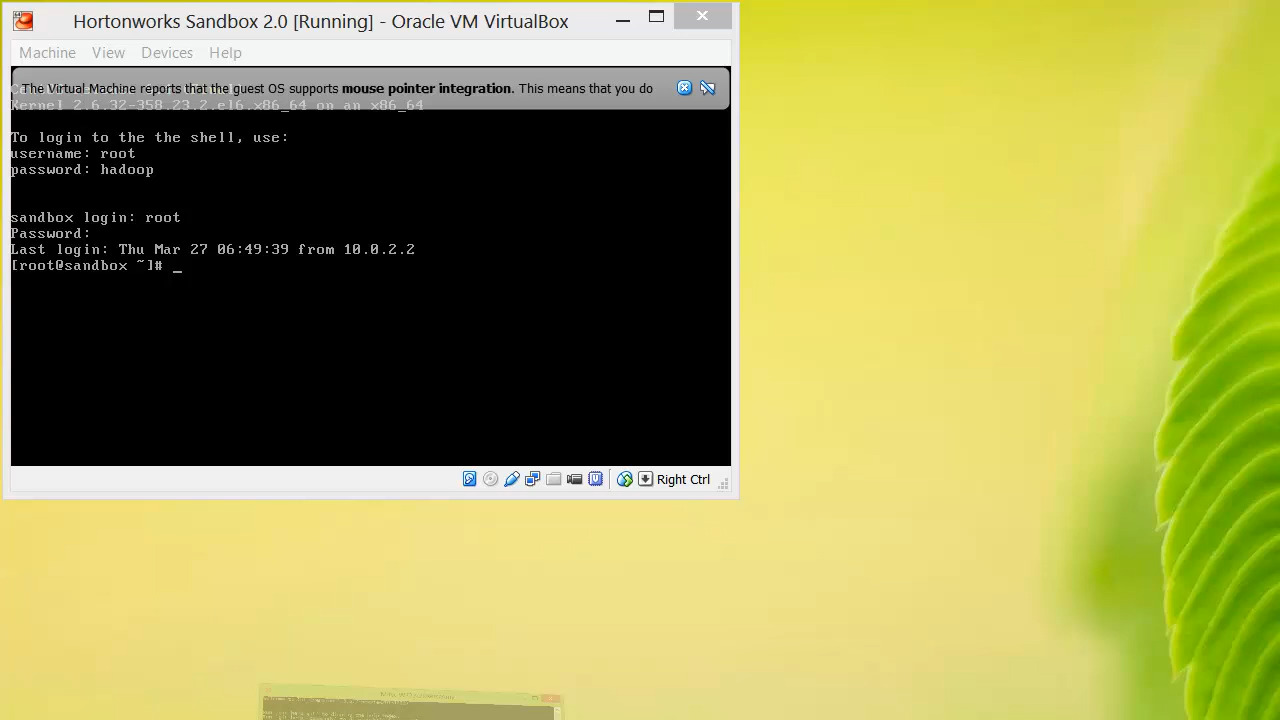 Hortonworks Sandbox 2.0 [Running] - Oracle VM VirtualBox
Machine View Devices Help
The Virtual Machine reports that the guest OS supports mouse pointer integration. This means that you do
Kernel 2.6.32-358.23.2.el6.x86_64 on an x86_64
To login to the the shell, use:
username: root
password: hadoop
sandbox login: root
Password:
Last login: Thu Mar 27 06:49:39 from 10.0.2.2
[root@sandbox ~]# _
Right Ctrl